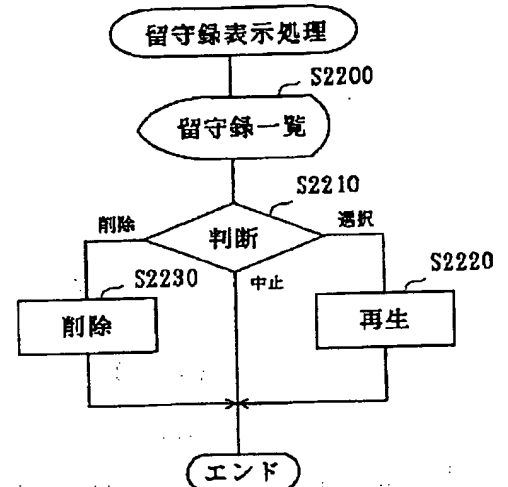 留守録表示処理
S2200
留守録一覧
S2210
削除
判断
選択
中止
S2230
S2220
削除
再生
エンド